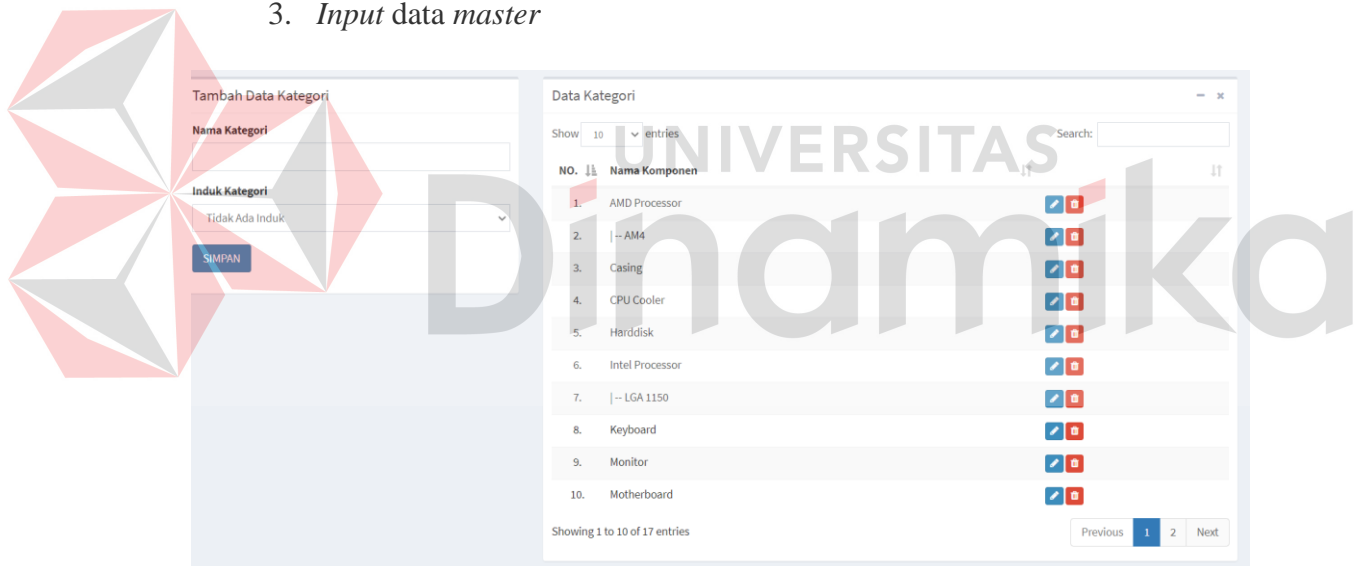 3. Input data master
Tambah Data Kategori
Nama Kategori
Induk Kategori
Tidak Ada Induk
SIMPAN
Data Kategori
Show 10 entries
Search:
NO. Nama Komponen
1. AMD Processor
2. |-- AM4
3. Casing
4. CPU Cooler
5. Harddisk
6. Intel Processor
7. |-- LGA 1150
8. Keyboard
9. Monitor
10. Motherboard
Showing 1 to 10 of 17 entries
Previous 1 2 Next
UNIVERSITAS
Dinamika